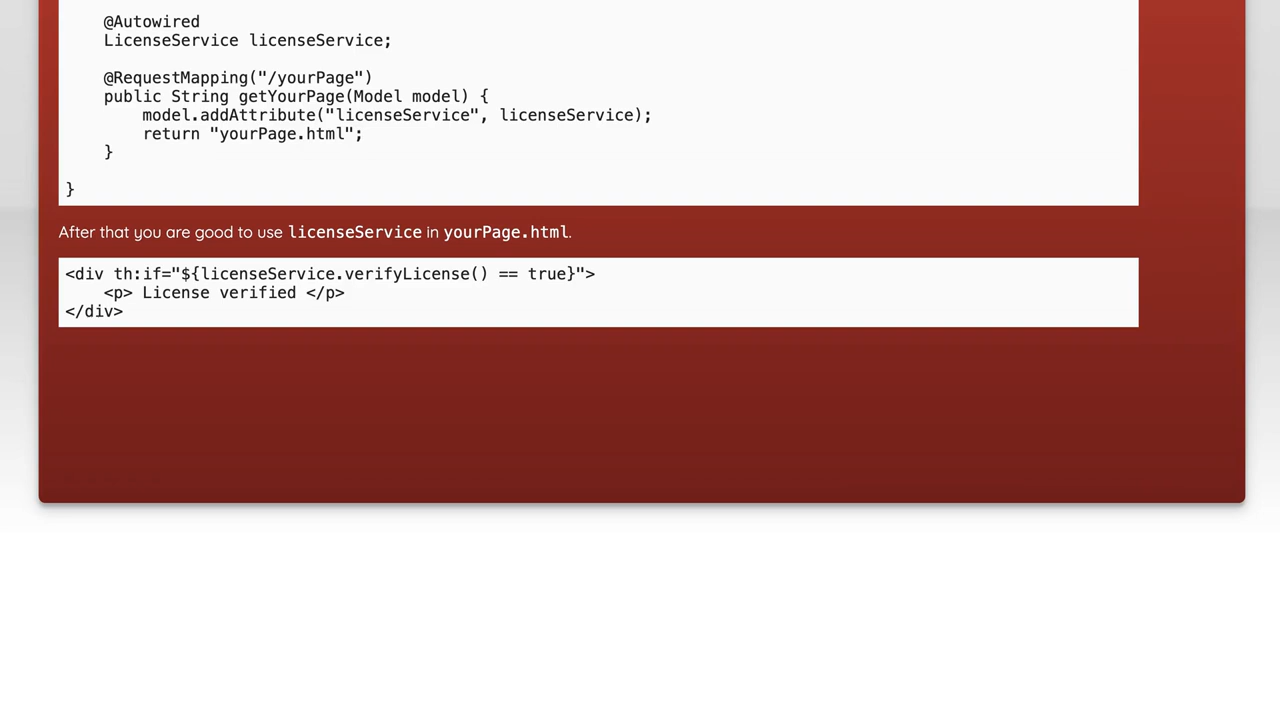 @Autowired
LicenseService licenseService;
@RequestMapping("/yourPage")
public String getYourPage(Model model) {
model.addAttribute("licenseService", licenseService);
return "yourPage.html";
}
}
After that you are good to use licenseService in yourPage.html.
<div th:if="${licenseService.verifyLicense() == true}">
<p> License verified </p>
</div>